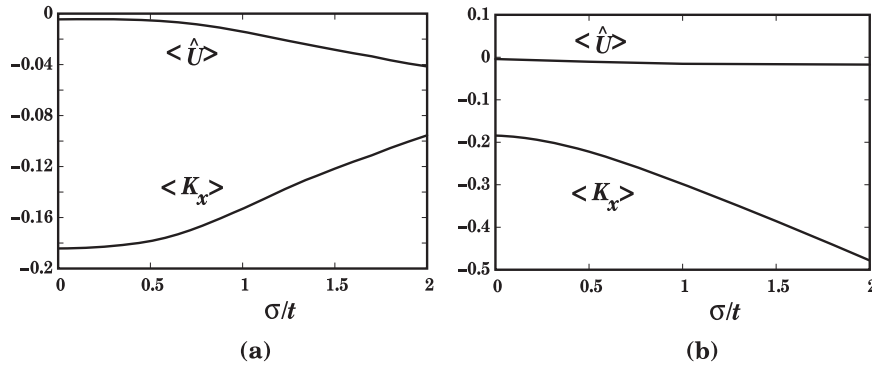 0
−0.04
−0.08
−0.12
−0.16
−0.2
< Û >
< Kx >
0 0.5 1 1.5 2
σ/t
(a)
0.1
0
−0.1
−0.2
−0.3
−0.4
−0.5
< Û >
< Kx >
0 0.5 1 1.5 2
σ/t
(b)